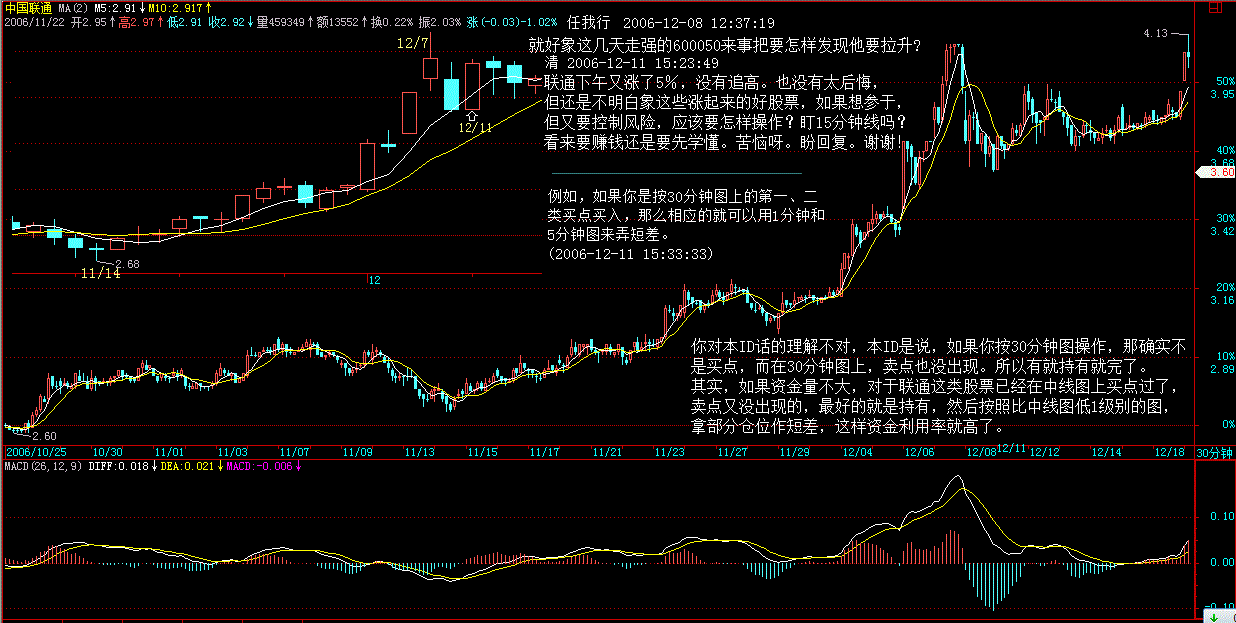 中国联通 MA(2) M5:2.91↓M10:2.917↑
2006/11/22 开2.95↑高2.97↑低2.91 收2.92↓量459349↑额13552↑换0.22% 振2.03% 涨(-0.03)-1.02%
任我行 2006-12-08 12:37:19
就好象这几天走强的600050来事把要怎样发现他要拉升?
清 2006-12-11 15:23:49
联通下午又涨了5%，没有追高。也没有太后悔，
但还是不明白象这些涨起来的好股票，如果想参于，
但又要控制风险，应该要怎样操作？盯15分钟线吗？
看来要赚钱还是要先学懂。苦恼呀。盼回复。谢谢！
例如，如果你是按30分钟图上的第一、二
类买点买入，那么相应的就可以用1分钟和
5分钟图来弄短差。
(2006-12-11 15:33:33)
12/7
12/11
11/14
2.68
12
4.13
50%
3.95
40%
3.68
3.60
30%
3.42
20%
3.16
10%
2.89
0%
你对本ID话的理解不对，本ID是说，如果你按30分钟图操作，那确实不
是买点，而在30分钟图上，卖点也没出现。所以有就持有就完了。
其实，如果资金量不大，对于联通这类股票已经在中线图上买点过了，
卖点又没出现的，最好的就是持有，然后按照比中线图低1级别的图，
拿部分仓位作短差，这样资金利用率就高了。
2.60
2006/10/25 10/30 11/01 11/03 11/07 11/09 11/13 11/15 11/17 11/21 11/23 11/27 11/29 12/04 12/06 12/08 12/11 12/12 12/14 12/18 30分钟
MACD(26,12,9) DIFF:0.018↓DEA:0.021↓MACD:-0.006↓
0.10
0.00
-0.10